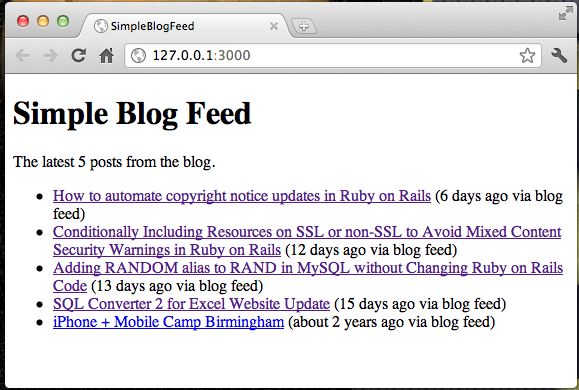 SimpleBlogFeed
127.0.0.1:3000
Simple Blog Feed
The latest 5 posts from the blog.
How to automate copyright notice updates in Ruby on Rails (6 days ago via blog
feed)
Conditionally Including Resources on SSL or non-SSL to Avoid Mixed Content
Security Warnings in Ruby on Rails (12 days ago via blog feed)
Adding RANDOM alias to RAND in MySQL without Changing Ruby on Rails
Code (13 days ago via blog feed)
SQL Converter 2 for Excel Website Update (15 days ago via blog feed)
iPhone + Mobile Camp Birmingham (about 2 years ago via blog feed)